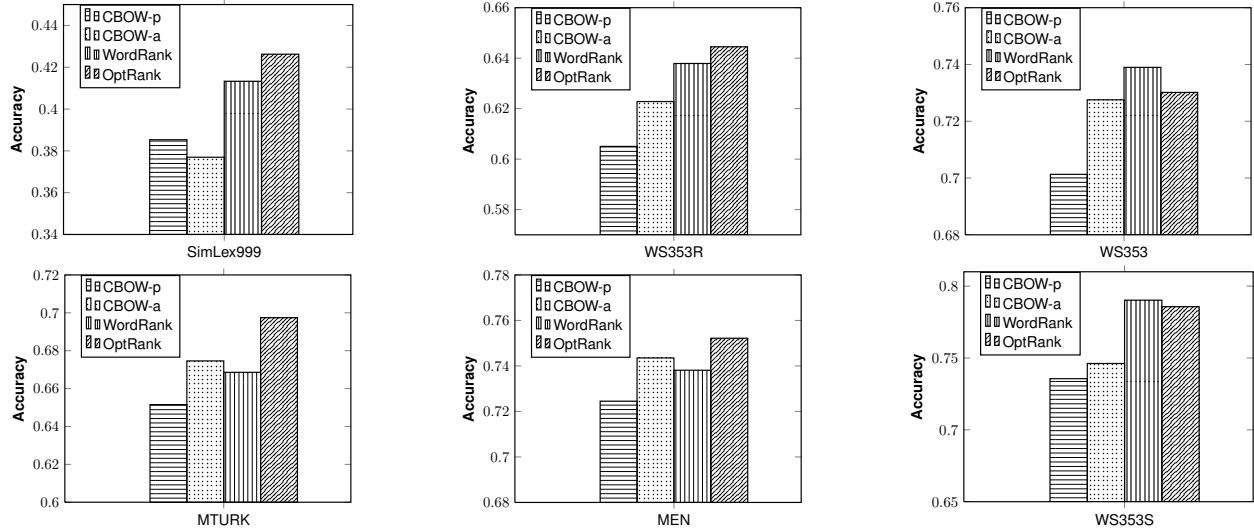 0.44
0.42
0.4
0.38
0.36
0.34
Accuracy
CBOW-p
CBOW-a
WordRank
OptRank
SimLex999
0.66
0.64
0.62
0.6
0.58
Accuracy
CBOW-p
CBOW-a
WordRank
OptRank
WS353R
0.76
0.74
0.72
0.7
0.68
Accuracy
CBOW-p
CBOW-a
WordRank
OptRank
WS353
0.72
0.7
0.68
0.66
0.64
0.62
0.6
Accuracy
CBOW-p
CBOW-a
WordRank
OptRank
MTURK
0.78
0.76
0.74
0.72
0.7
0.68
Accuracy
CBOW-p
CBOW-a
WordRank
OptRank
MEN
0.8
0.75
0.7
0.65
Accuracy
CBOW-p
CBOW-a
WordRank
OptRank
WS353S